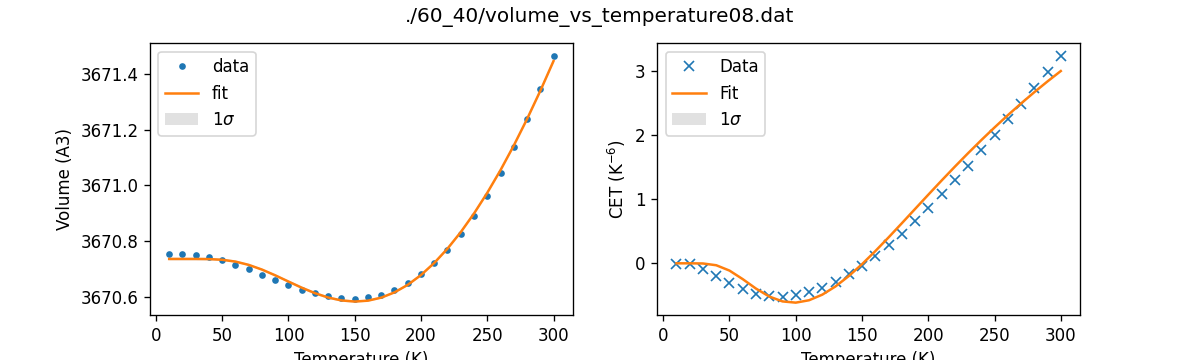 ./60_40/volume_vs_temperature08.dat
data
fit
1σ
3671.4
3671.2
3671.0
3670.8
3670.6
Volume (A3)
0
50
100
150
200
250
300
Temperature (K)
Data
Fit
1σ
3
2
1
0
CET (K⁻⁶)
0
50
100
150
200
250
300
Temperature (K)